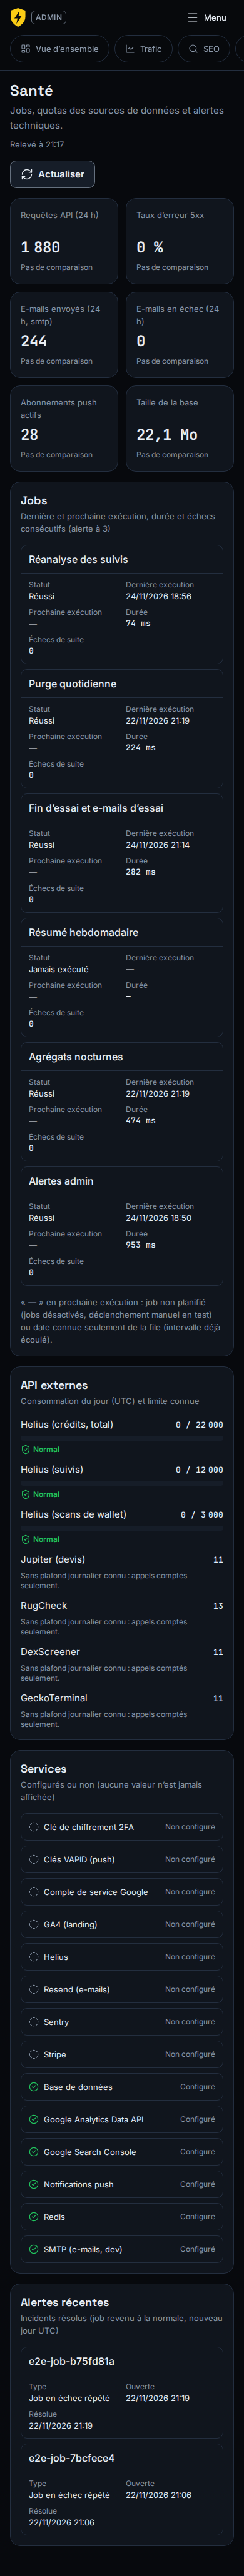 ADMIN
Menu
Vue d'ensemble
Trafic
SEO
Santé
Jobs, quotas des sources de données et alertes
techniques.
Relevé à 21:17
Actualiser
Requêtes API (24 h)
1 880
Pas de comparaison
Taux d'erreur 5xx
0 %
Pas de comparaison
E-mails envoyés (24
h, smtp)
244
Pas de comparaison
E-mails en échec (24
h)
0
Pas de comparaison
Abonnements push
actifs
28
Pas de comparaison
Taille de la base
22,1 Mo
Pas de comparaison
Jobs
Dernière et prochaine exécution, durée et échecs
consécutifs (alerte à 3)
Réanalyse des suivis
Statut
Réussi
Dernière exécution
24/11/2026 18:56
Prochaine exécution
—
Durée
74 ms
Échecs de suite
0
Purge quotidienne
Statut
Réussi
Dernière exécution
22/11/2026 21:19
Prochaine exécution
—
Durée
224 ms
Échecs de suite
0
Fin d'essai et e-mails d'essai
Statut
Réussi
Dernière exécution
24/11/2026 21:14
Prochaine exécution
—
Durée
282 ms
Échecs de suite
0
Résumé hebdomadaire
Statut
Jamais exécuté
Dernière exécution
—
Prochaine exécution
—
Durée
—
Échecs de suite
0
Agrégats nocturnes
Statut
Réussi
Dernière exécution
22/11/2026 21:19
Prochaine exécution
—
Durée
474 ms
Échecs de suite
0
Alertes admin
Statut
Réussi
Dernière exécution
24/11/2026 18:50
Prochaine exécution
—
Durée
953 ms
Échecs de suite
0
« — » en prochaine exécution : job non planifié
(jobs désactivés, déclenchement manuel en test)
ou date connue seulement de la file (intervalle déjà
écoulé).
API externes
Consommation du jour (UTC) et limite connue
Helius (crédits, total)
0 / 22 000
Normal
Helius (suivis)
0 / 12 000
Normal
Helius (scans de wallet)
0 / 3 000
Normal
Jupiter (devis)
11
Sans plafond journalier connu : appels comptés
seulement.
RugCheck
13
Sans plafond journalier connu : appels comptés
seulement.
DexScreener
11
Sans plafond journalier connu : appels comptés
seulement.
GeckoTerminal
11
Sans plafond journalier connu : appels comptés
seulement.
Services
Configurés ou non (aucune valeur n'est jamais
affichée)
Clé de chiffrement 2FA
Non configuré
Clés VAPID (push)
Non configuré
Compte de service Google
Non configuré
GA4 (landing)
Non configuré
Helius
Non configuré
Resend (e-mails)
Non configuré
Sentry
Non configuré
Stripe
Non configuré
Base de données
Configuré
Google Analytics Data API
Configuré
Google Search Console
Configuré
Notifications push
Configuré
Redis
Configuré
SMTP (e-mails, dev)
Configuré
Alertes récentes
Incidents résolus (job revenu à la normale, nouveau
jour UTC)
e2e-job-b75fd81a
Type
Job en échec répété
Ouverte
22/11/2026 21:19
Résolue
22/11/2026 21:19
e2e-job-7bcfece4
Type
Job en échec répété
Ouverte
22/11/2026 21:06
Résolue
22/11/2026 21:06